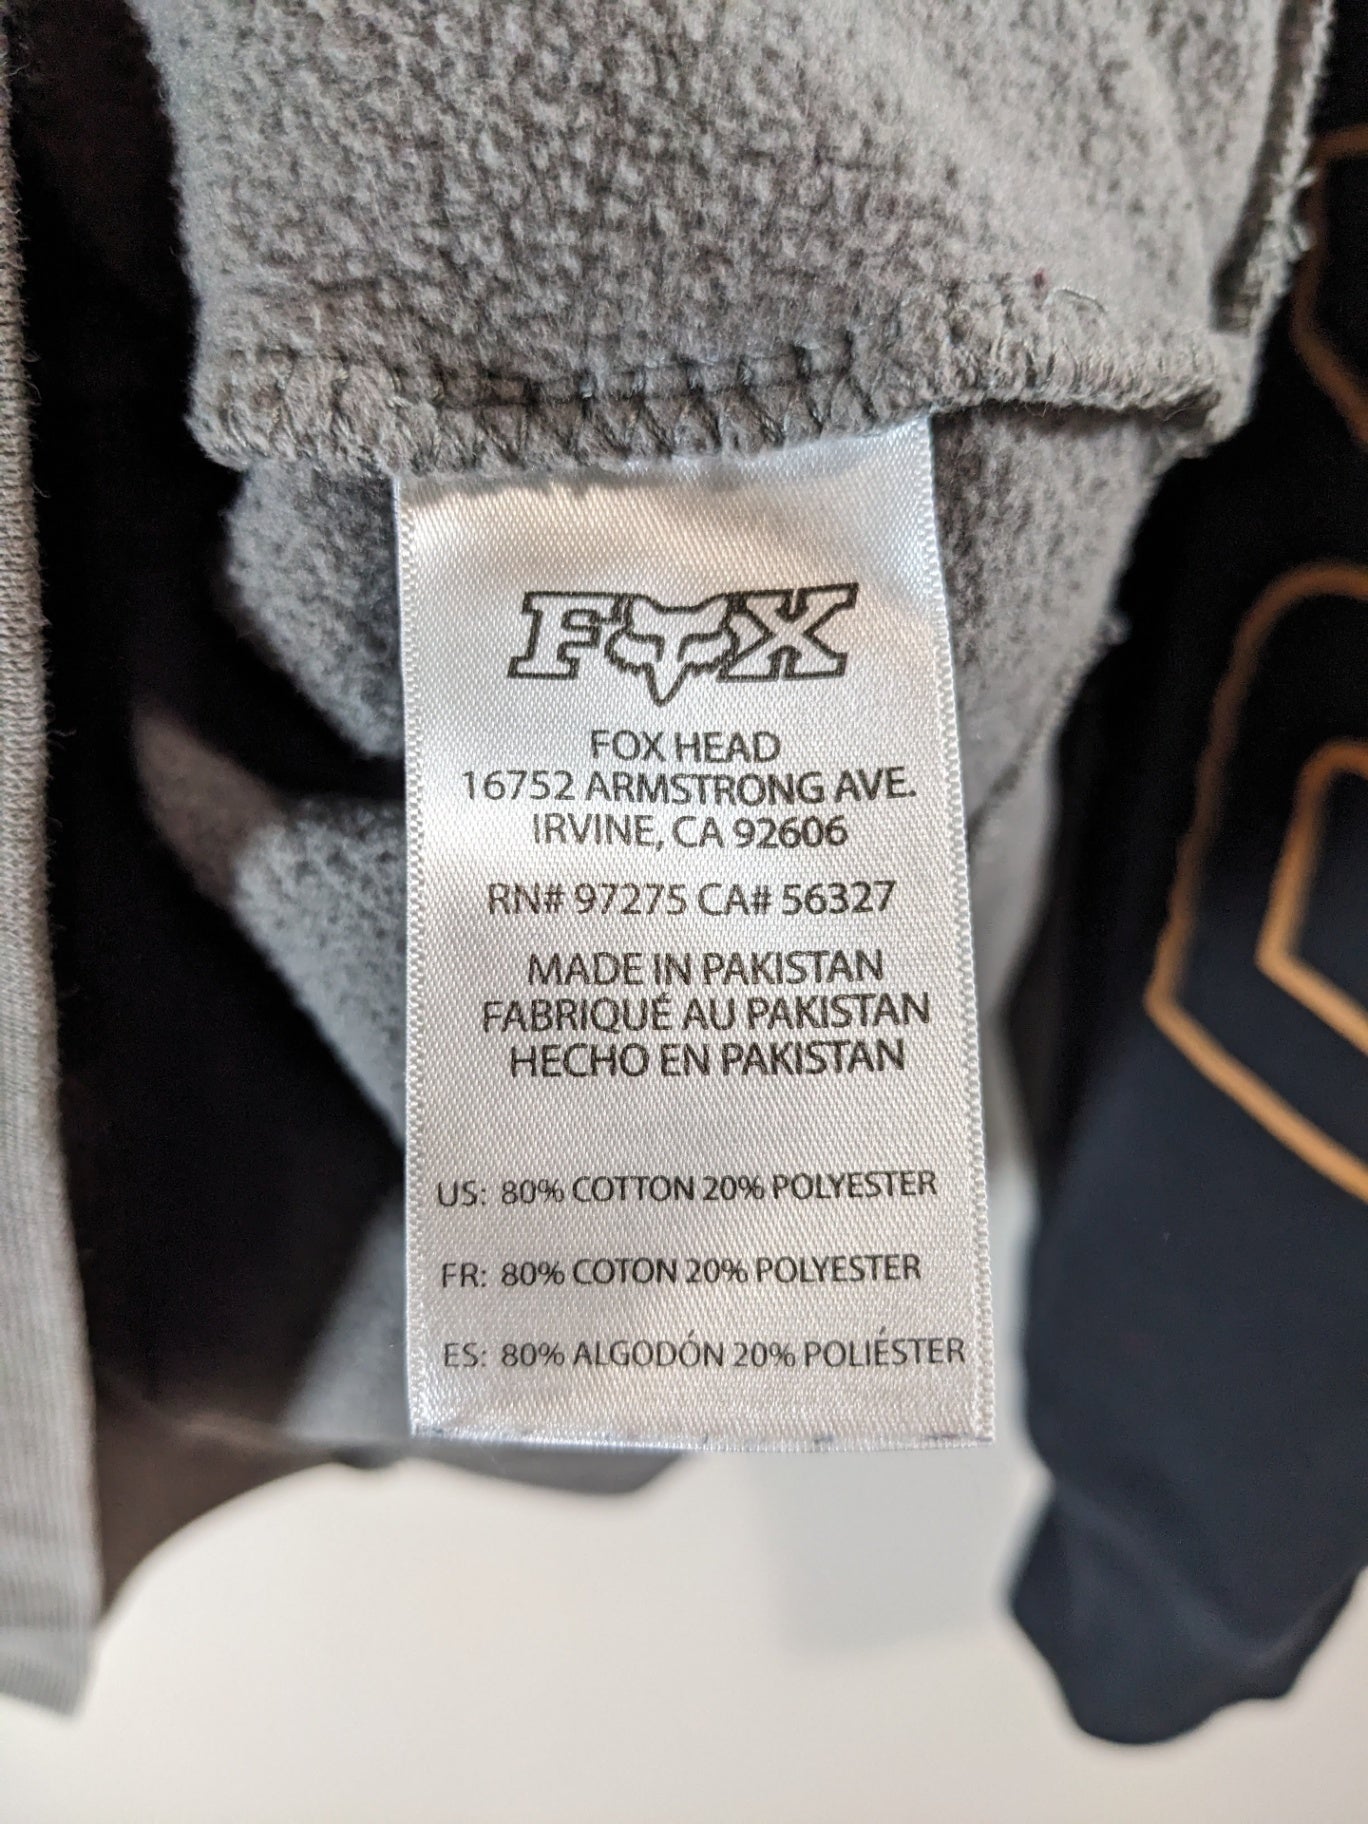 FOX
FOX HEAD
16752 ARMSTRONG AVE.
IRVINE, CA 92606
RN# 97275 CA# 56327
MADE IN PAKISTAN
FABRIQUÉ AU PAKISTAN
HECHO EN PAKISTAN
US: 80% COTTON 20% POLYESTER
FR: 80% COTON 20% POLYESTER
ES: 80% ALGODÓN 20% POLIÉSTER